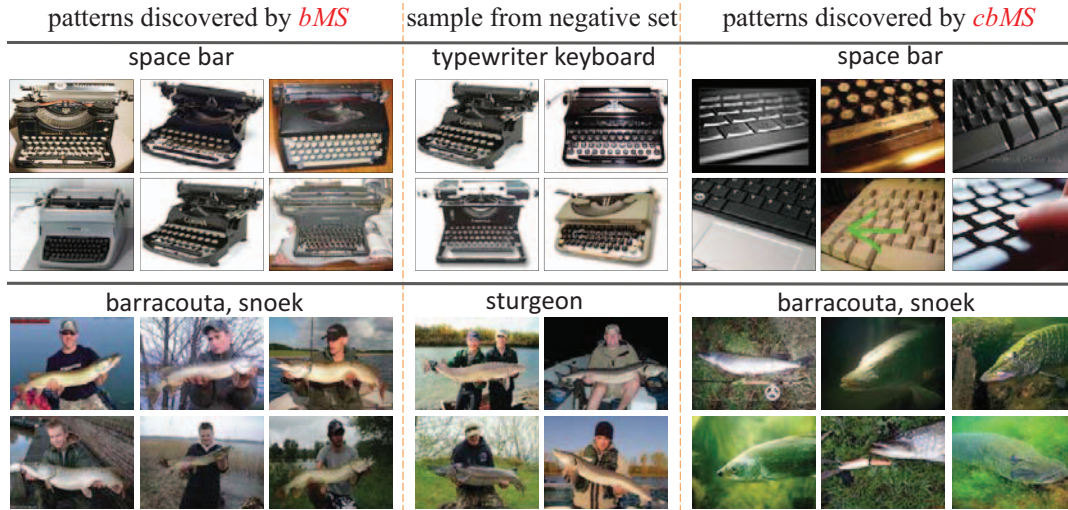 patterns discovered by bMS
sample from negative set
patterns discovered by cbMS
space bar
typewriter keyboard
space bar
barracouta, snoek
sturgeon
barracouta, snoek